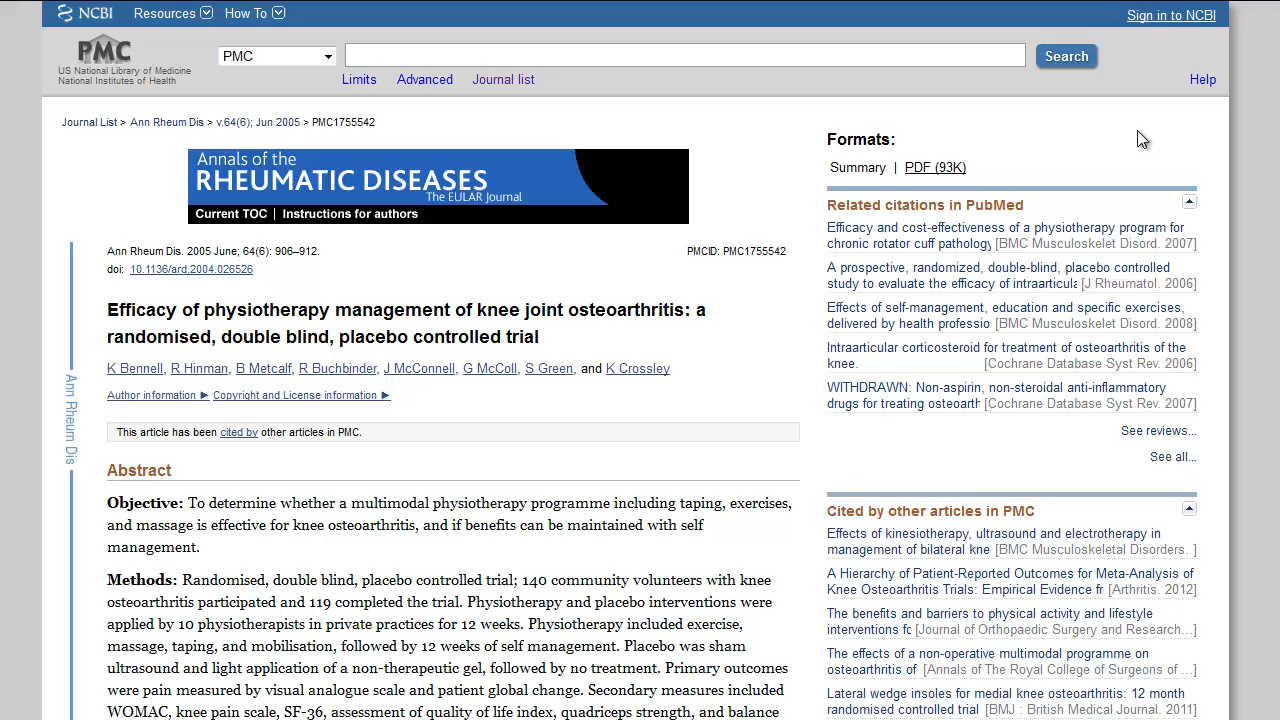 NCBI Resources How To Sign in to NCBI
PMC
US National Library of Medicine
National Institutes of Health
PMC Search
Limits Advanced Journal list Help
Journal List > Ann Rheum Dis > v.64(6); Jun 2005 > PMC1755542
Annals of the
RHEUMATIC DISEASES
The EULAR Journal
Current TOC | Instructions for authors
Ann Rheum Dis
Ann Rheum Dis. 2005 June; 64(6): 906–912. PMCID: PMC1755542
doi: 10.1136/ard.2004.026526
Efficacy of physiotherapy management of knee joint osteoarthritis: a
randomised, double blind, placebo controlled trial
K Bennell, R Hinman, B Metcalf, R Buchbinder, J McConnell, G McColl, S Green, and K Crossley
Author information ► Copyright and License information ►
This article has been cited by other articles in PMC.
Abstract
Objective: To determine whether a multimodal physiotherapy programme including taping, exercises,
and massage is effective for knee osteoarthritis, and if benefits can be maintained with self
management.
Methods: Randomised, double blind, placebo controlled trial; 140 community volunteers with knee
osteoarthritis participated and 119 completed the trial. Physiotherapy and placebo interventions were
applied by 10 physiotherapists in private practices for 12 weeks. Physiotherapy included exercise,
massage, taping, and mobilisation, followed by 12 weeks of self management. Placebo was sham
ultrasound and light application of a non-therapeutic gel, followed by no treatment. Primary outcomes
were pain measured by visual analogue scale and patient global change. Secondary measures included
WOMAC, knee pain scale, SF-36, assessment of quality of life index, quadriceps strength, and balance
Formats:
Summary | PDF (93K)
Related citations in PubMed
Efficacy and cost-effectiveness of a physiotherapy program for
chronic rotator cuff pathology [BMC Musculoskelet Disord. 2007]
A prospective, randomized, double-blind, placebo controlled
study to evaluate the efficacy of intraarticula [J Rheumatol. 2006]
Effects of self-management, education and specific exercises,
delivered by health professio [BMC Musculoskelet Disord. 2008]
Intraarticular corticosteroid for treatment of osteoarthritis of the
knee. [Cochrane Database Syst Rev. 2006]
WITHDRAWN: Non-aspirin, non-steroidal anti-inflammatory
drugs for treating osteoarth [Cochrane Database Syst Rev. 2007]
See reviews...
See all...
Cited by other articles in PMC
Effects of kinesiotherapy, ultrasound and electrotherapy in
management of bilateral kne [BMC Musculoskeletal Disorders. ]
A Hierarchy of Patient-Reported Outcomes for Meta-Analysis of
Knee Osteoarthritis Trials: Empirical Evidence fr [Arthritis. 2012]
The benefits and barriers to physical activity and lifestyle
interventions fc [Journal of Orthopaedic Surgery and Research...]
The effects of a non-operative multimodal programme on
osteoarthritis of [Annals of The Royal College of Surgeons of ...]
Lateral wedge insoles for medial knee osteoarthritis: 12 month
randomised controlled trial [BMJ : British Medical Journal. 2011]